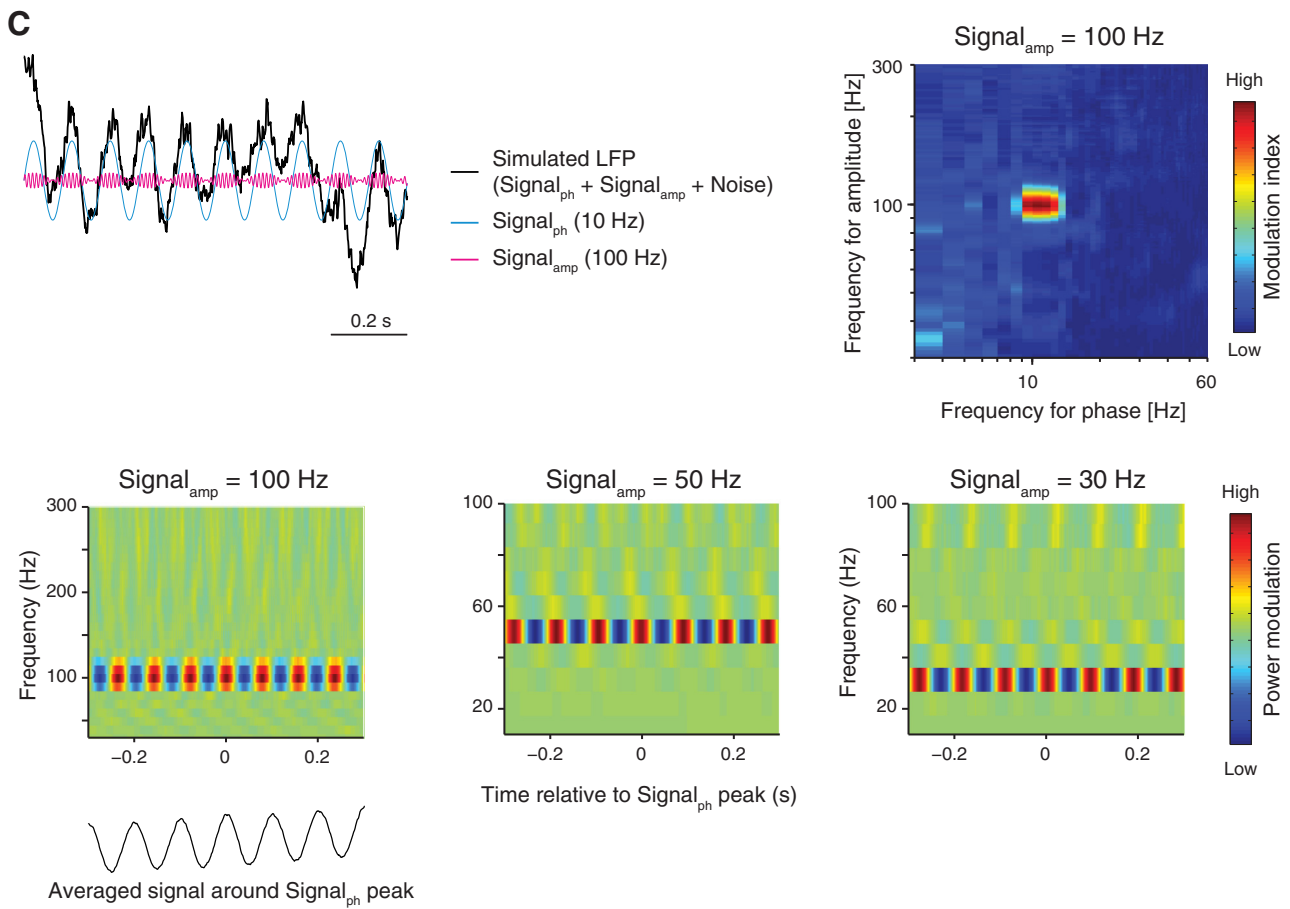 C
Simulated LFP
(Signal_ph + Signal_amp + Noise)
Signal_ph (10 Hz)
Signal_amp (100 Hz)
0.2 s
Signal_amp = 100 Hz
300
100
Frequency for amplitude [Hz]
10
60
Frequency for phase [Hz]
High
Modulation index
Low
Signal_amp = 100 Hz
300
200
100
Frequency (Hz)
−0.2
0
0.2
Averaged signal around Signal_ph peak
Signal_amp = 50 Hz
100
60
20
−0.2
0
0.2
Time relative to Signal_ph peak (s)
Signal_amp = 30 Hz
100
60
20
Frequency (Hz)
−0.2
0
0.2
High
Power modulation
Low